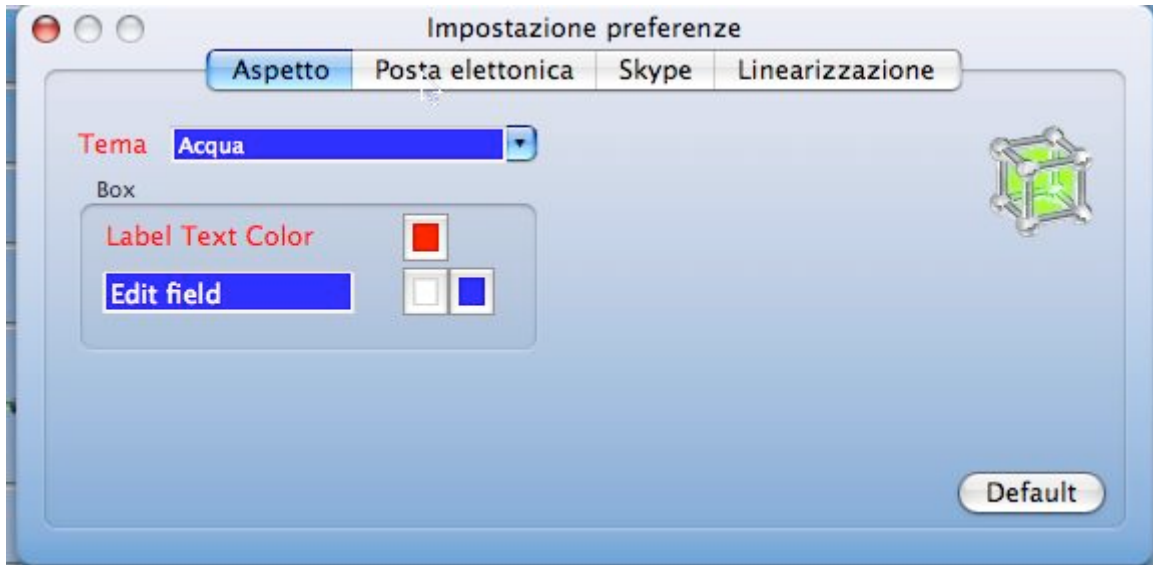 Impostazione preferenze
Aspetto Posta elettonica Skype Linearizzazione
Tema Acqua
Box
Label Text Color
Edit field
Default